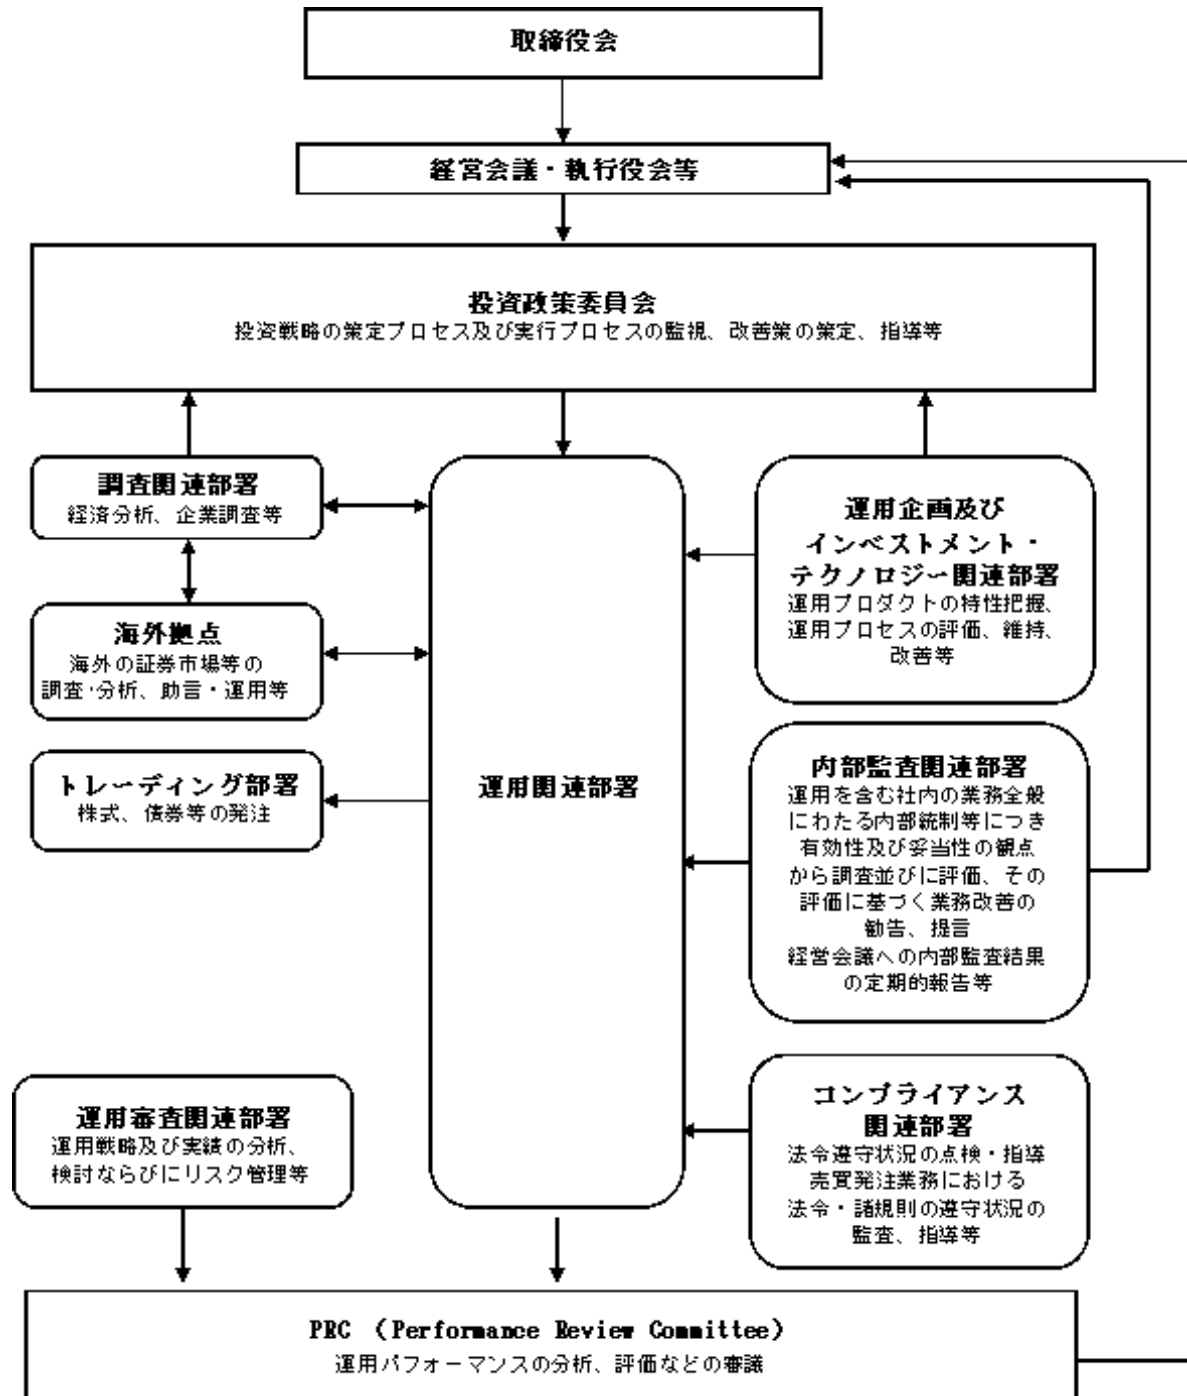 取締役会
経営会議・執行役会等
投資政策委員会
投資戦略の策定プロセス及び実行プロセスの監視、改善策の策定、指導等
調査関連部署
経済分析、企業調査等
海外拠点
海外の証券市場等の
調査・分析、助言・運用等
トレーディング部署
株式、債券等の発注
運用関連部署
運用企画及び
インベストメント・
テクノロジー関連部署
運用プロダクトの特性把握、
運用プロセスの評価、維持、
改善等
内部監査関連部署
運用を含む社内の業務全般
にわたる内部統制等につき
有効性及び妥当性の観点
から調査並びに評価、その
評価に基づく業務改善の
勧告、提言
経営会議への内部監査結果
の定期的報告等
運用審査関連部署
運用戦略及び実績の分析、
検討ならびにリスク管理等
コンプライアンス
関連部署
法令遵守状況の点検・指導
売買発注業務における
法令・諸規則の遵守状況の
監査、指導等
PRC （Performance Review Committee）
運用パフォーマンスの分析、評価などの審議